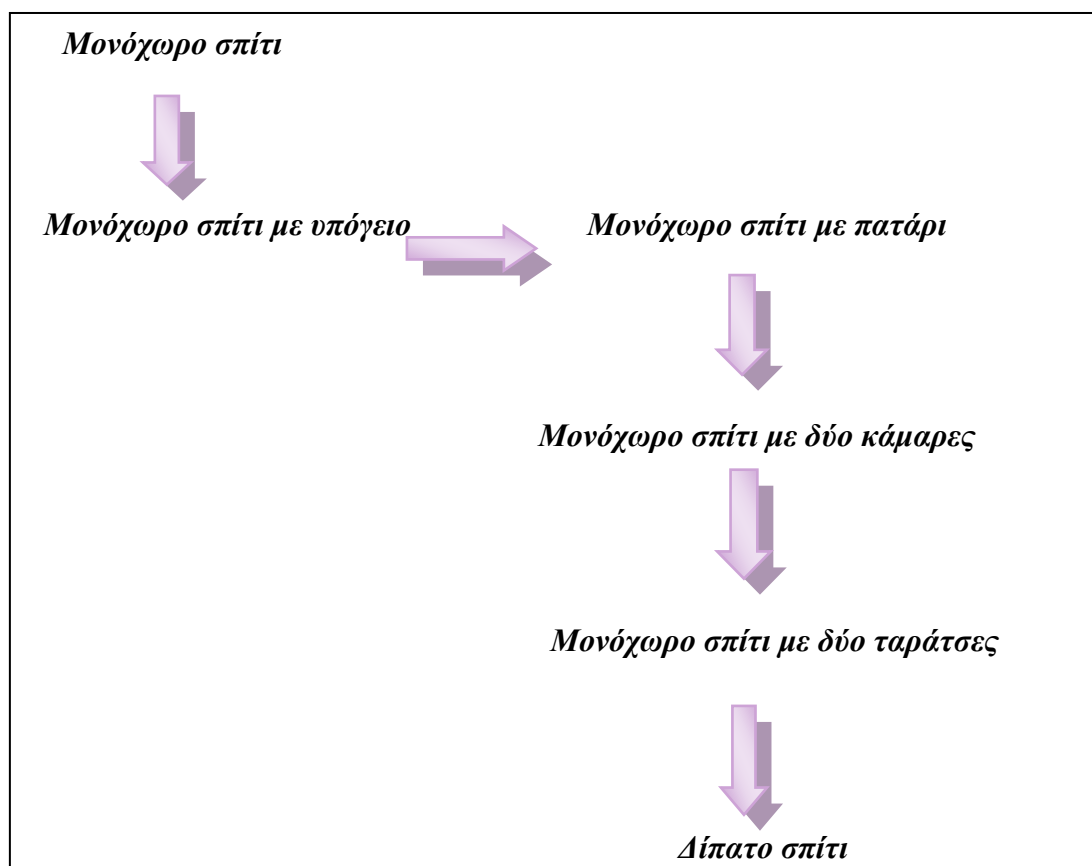 Μονόχωρο σπίτι
Μονόχωρο σπίτι με υπόγειο
Μονόχωρο σπίτι με πατάρι
Μονόχωρο σπίτι με δύο κάμαρες
Μονόχωρο σπίτι με δύο ταράτσες
Δίπατο σπίτι